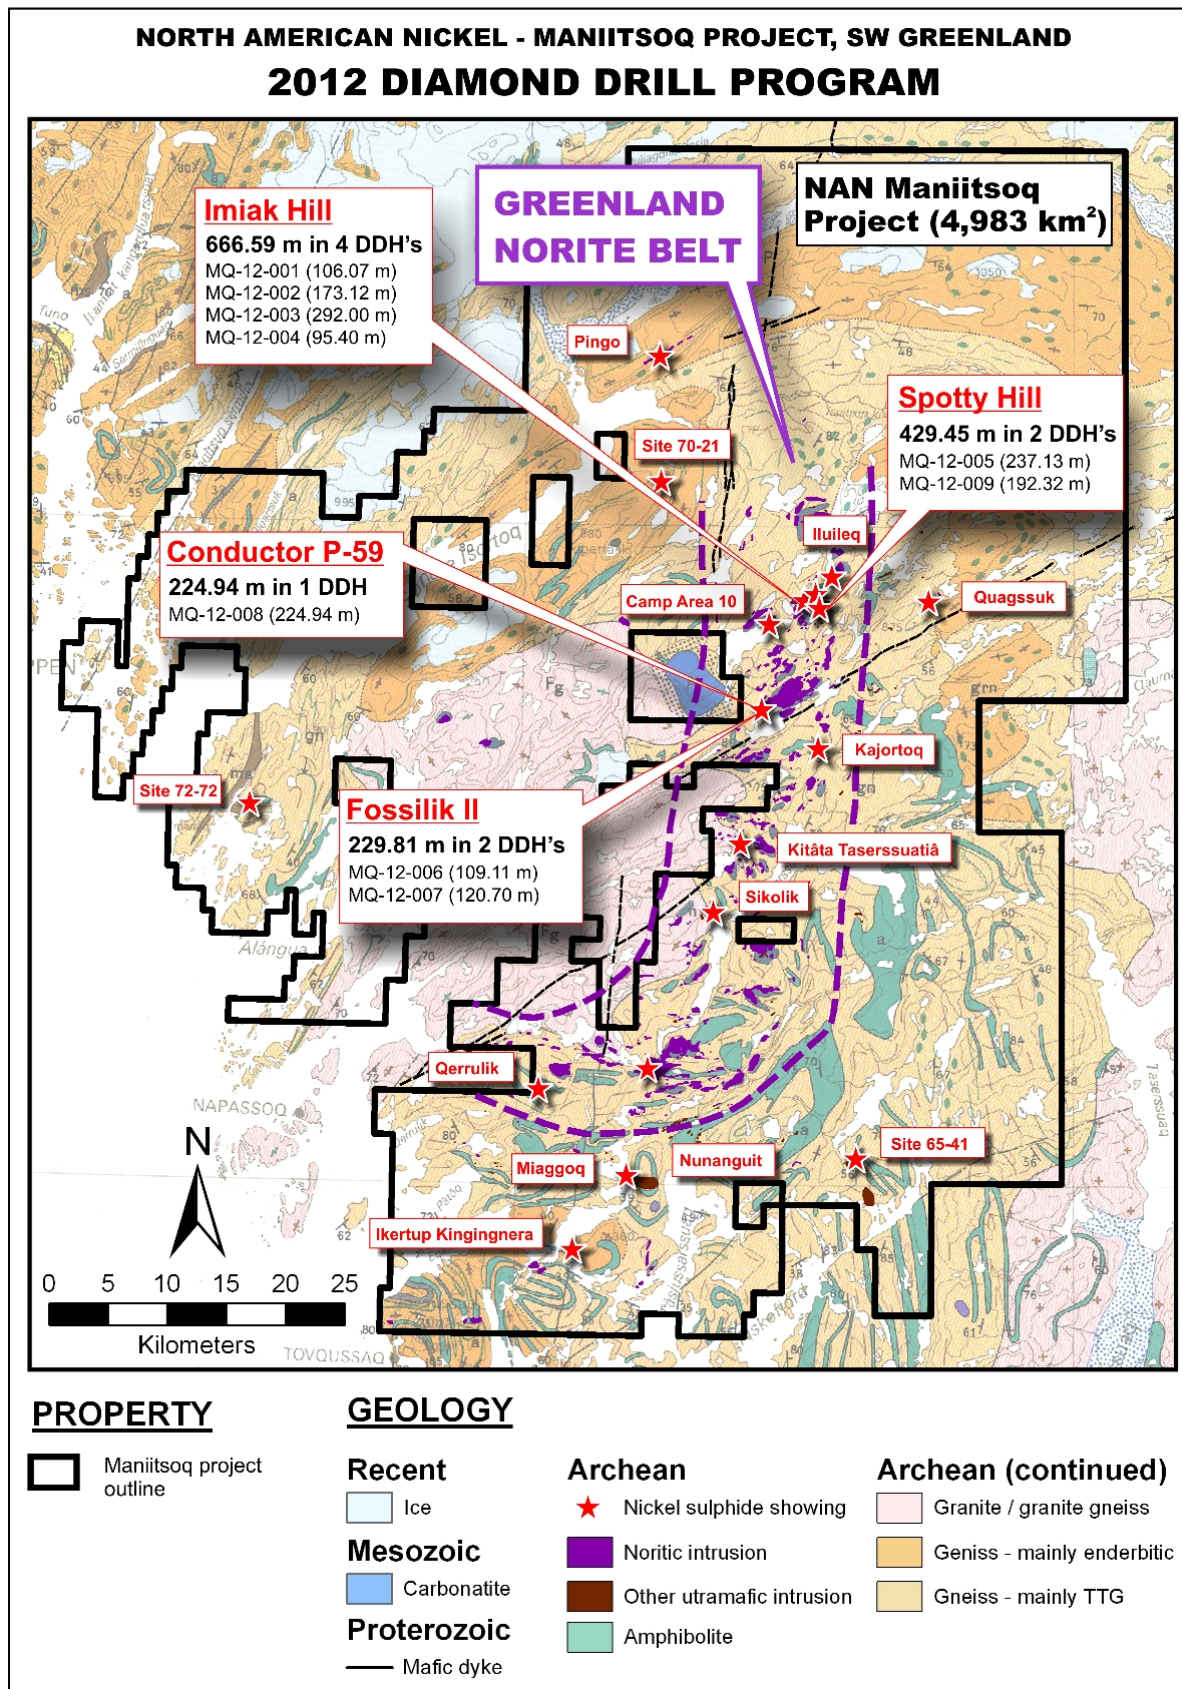 NORTH AMERICAN NICKEL - MANIITSOQ PROJECT, SW GREENLAND
2012 DIAMOND DRILL PROGRAM
GREENLAND
NORITE BELT
NAN Maniitsoq
Project (4,983 km²)
Imiak Hill
666.59 m in 4 DDH's
MQ-12-001 (106.07 m)
MQ-12-002 (173.12 m)
MQ-12-003 (292.00 m)
MQ-12-004 (95.40 m)
Pingo
Spotty Hill
429.45 m in 2 DDH's
MQ-12-005 (237.13 m)
MQ-12-009 (192.32 m)
Site 70-21
Iluileq
Conductor P-59
224.94 m in 1 DDH
MQ-12-008 (224.94 m)
Camp Area 10
Quagssuk
Kajortoq
Site 72-72
Fossilik II
229.81 m in 2 DDH's
MQ-12-006 (109.11 m)
MQ-12-007 (120.70 m)
Kitâta Taserssuatiâ
Sikolik
Alángua
Qerrulik
NAPASSOQ
Miaggoq
Nunanguit
Site 65-41
Ikertup Kingingnera
N
0 5 10 15 20 25
Kilometers
TOVQUSSAQ
PROPERTY
Maniitsoq project
outline
GEOLOGY
Recent
Ice
Mesozoic
Carbonatite
Proterozoic
Mafic dyke
Archean
Nickel sulphide showing
Noritic intrusion
Other utramafic intrusion
Amphibolite
Archean (continued)
Granite / granite gneiss
Geniss - mainly enderbitic
Gneiss - mainly TTG